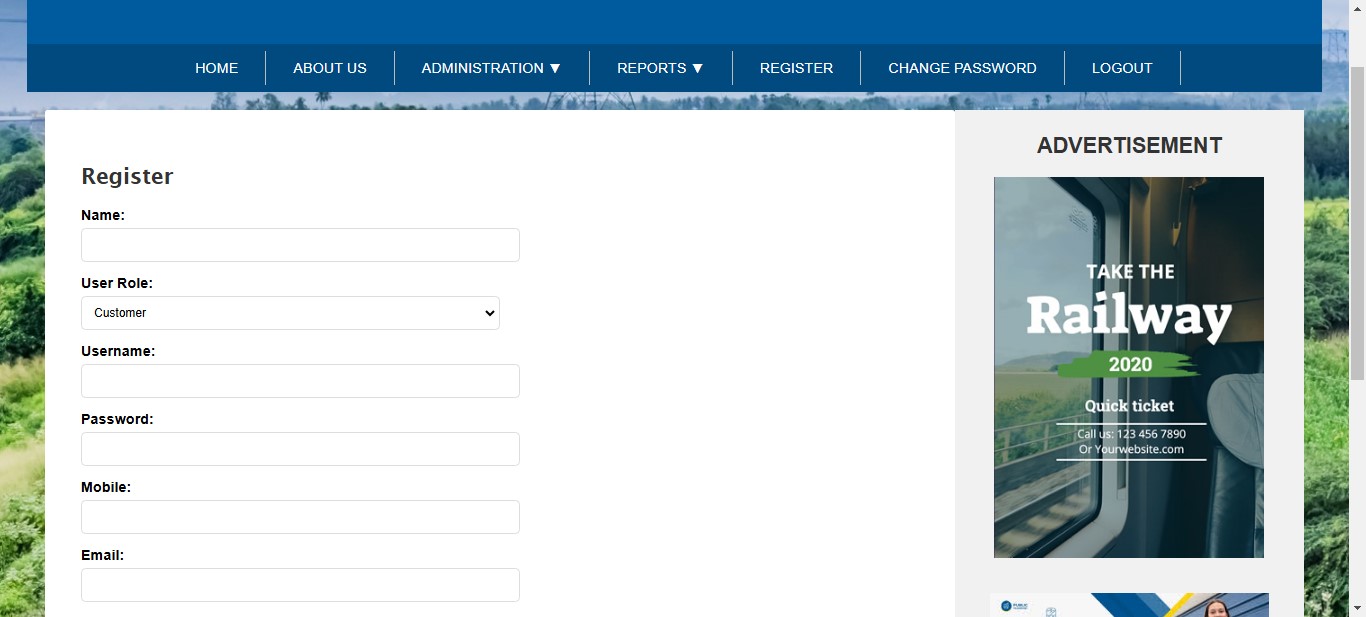 HOME ABOUT US ADMINISTRATION ▼ REPORTS ▼ REGISTER CHANGE PASSWORD LOGOUT
Register
Name:
User Role:
Customer
Username:
Password:
Mobile:
Email:
ADVERTISEMENT
TAKE THE
Railway
2020
Quick ticket
Call us: 123 456 7890
Or Yourwebsite.com
PUBLIC